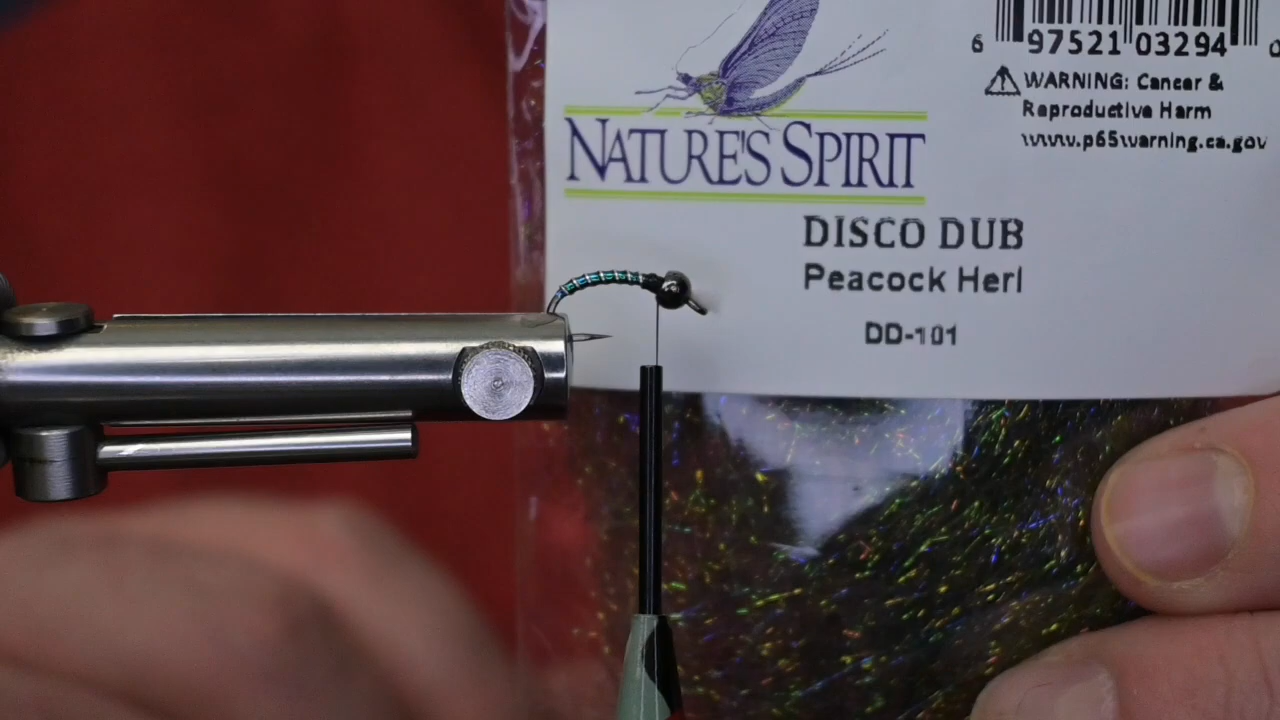 6 97521 03294 0
WARNING: Cancer &
Reproductive Harm
www.p65warning.ca.gov
NATURE'S SPIRIT
DISCO DUB
Peacock Herl
DD-101